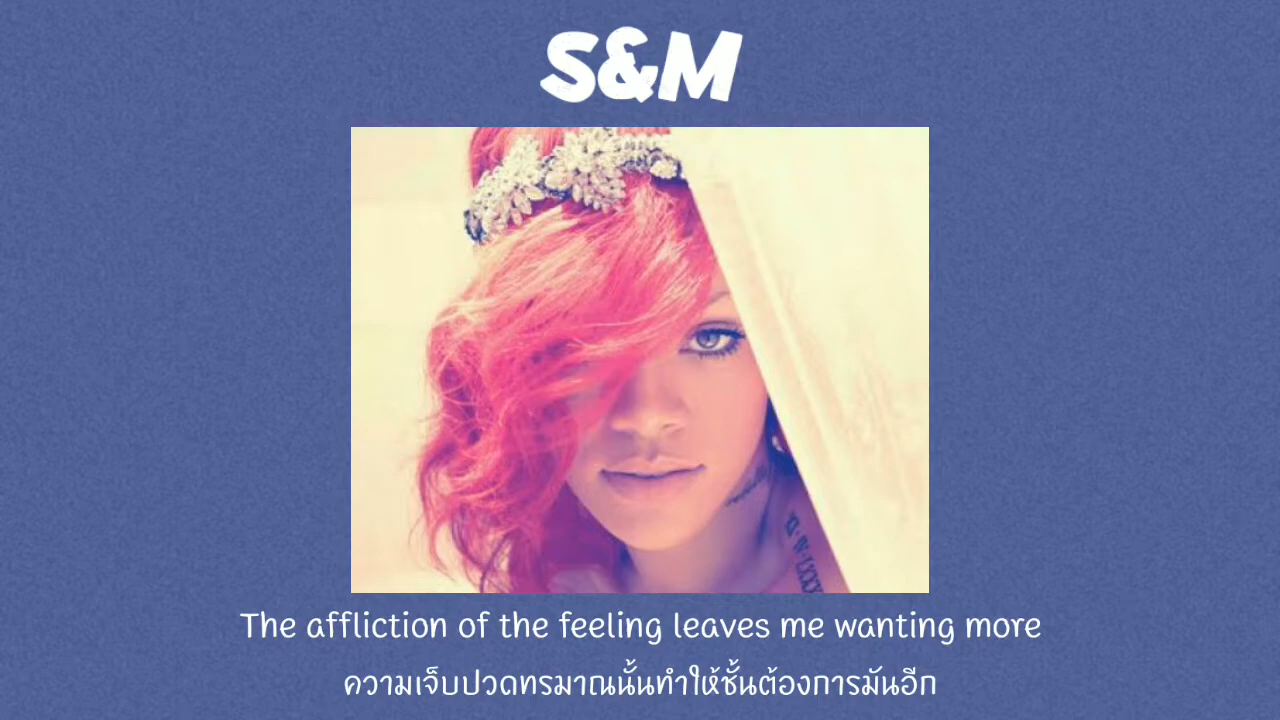 S&M
The affliction of the feeling leaves me wanting more
ความเจ็บปวดทรมาณนั้นทำให้ชั้นต้องการมันอีก